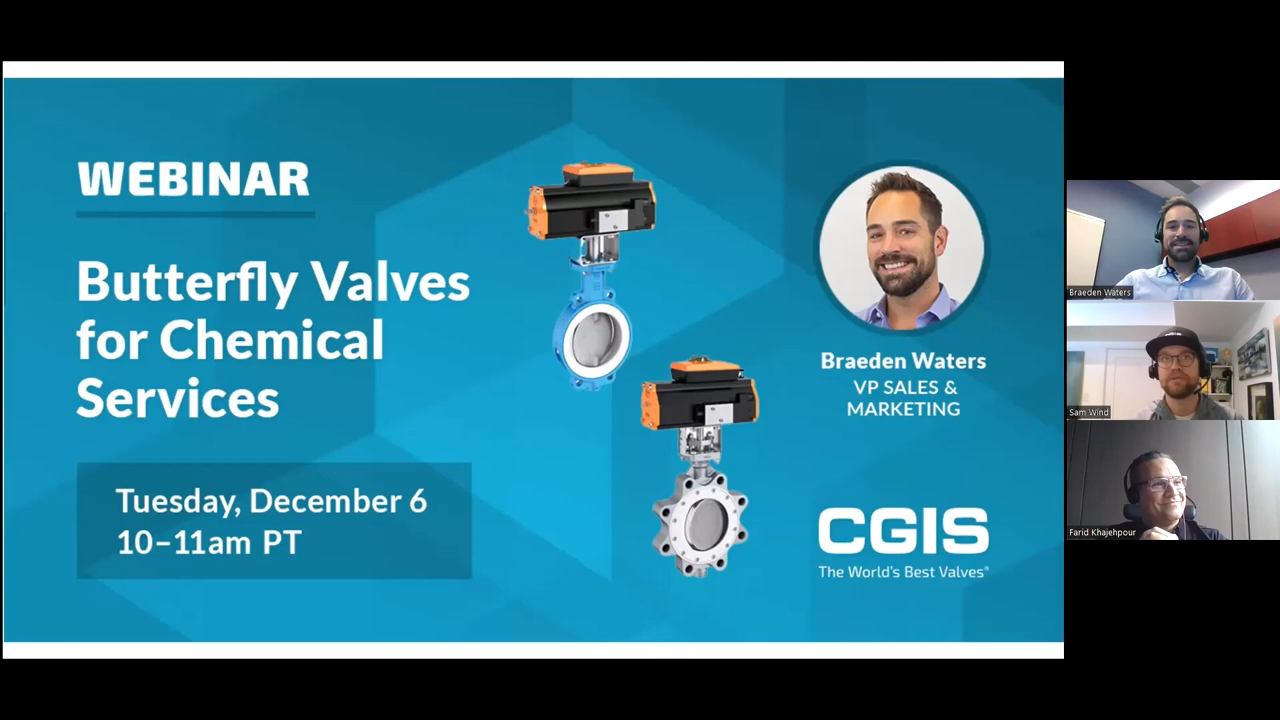 WEBINAR
Butterfly Valves
for Chemical
Services
Tuesday, December 6
10–11am PT
Braeden Waters
VP SALES &
MARKETING
CGIS
The World's Best Valves®
Braeden Waters
Sam Wind
Farid Khajehpour